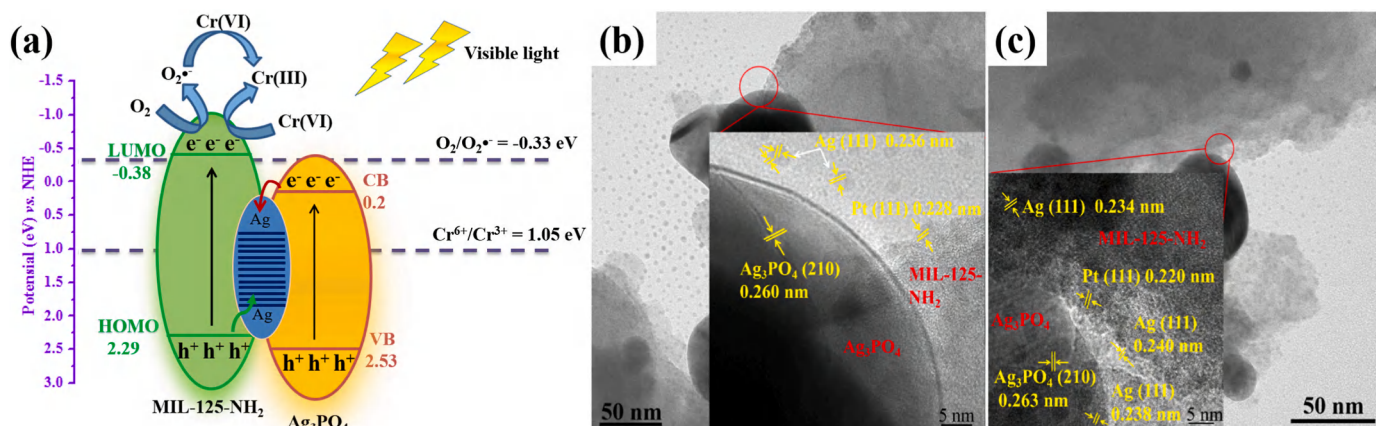 (a)
Cr(VI)
O₂•⁻
Cr(III)
O₂
Cr(VI)
Visible light
-1.5
-1.0
-0.5
0.0
0.5
1.0
1.5
2.0
2.5
3.0
Potensial (eV) vs. NHE
O₂/O₂•⁻ = -0.33 eV
Cr⁶⁺/Cr³⁺ = 1.05 eV
LUMO
-0.38
e⁻ e⁻ e⁻
e⁻ e⁻ e⁻
CB
0.2
Ag
Ag
HOMO
2.29
h⁺ h⁺ h⁺
h⁺ h⁺ h⁺
VB
2.53
MIL-125-NH₂
Ag₃PO₄
(b)
Ag (111) 0.236 nm
Pt (111) 0.228 nm
Ag₃PO₄ (210)
0.260 nm
MIL-125-
NH₂
Ag₃PO₄
50 nm
5 nm
(c)
Ag (111) 0.234 nm
MIL-125-NH₂
Pt (111) 0.220 nm
Ag₃PO₄
Ag (111)
0.240 nm
Ag₃PO₄ (210)
0.263 nm
Ag (111)
0.238 nm
5 nm
50 nm